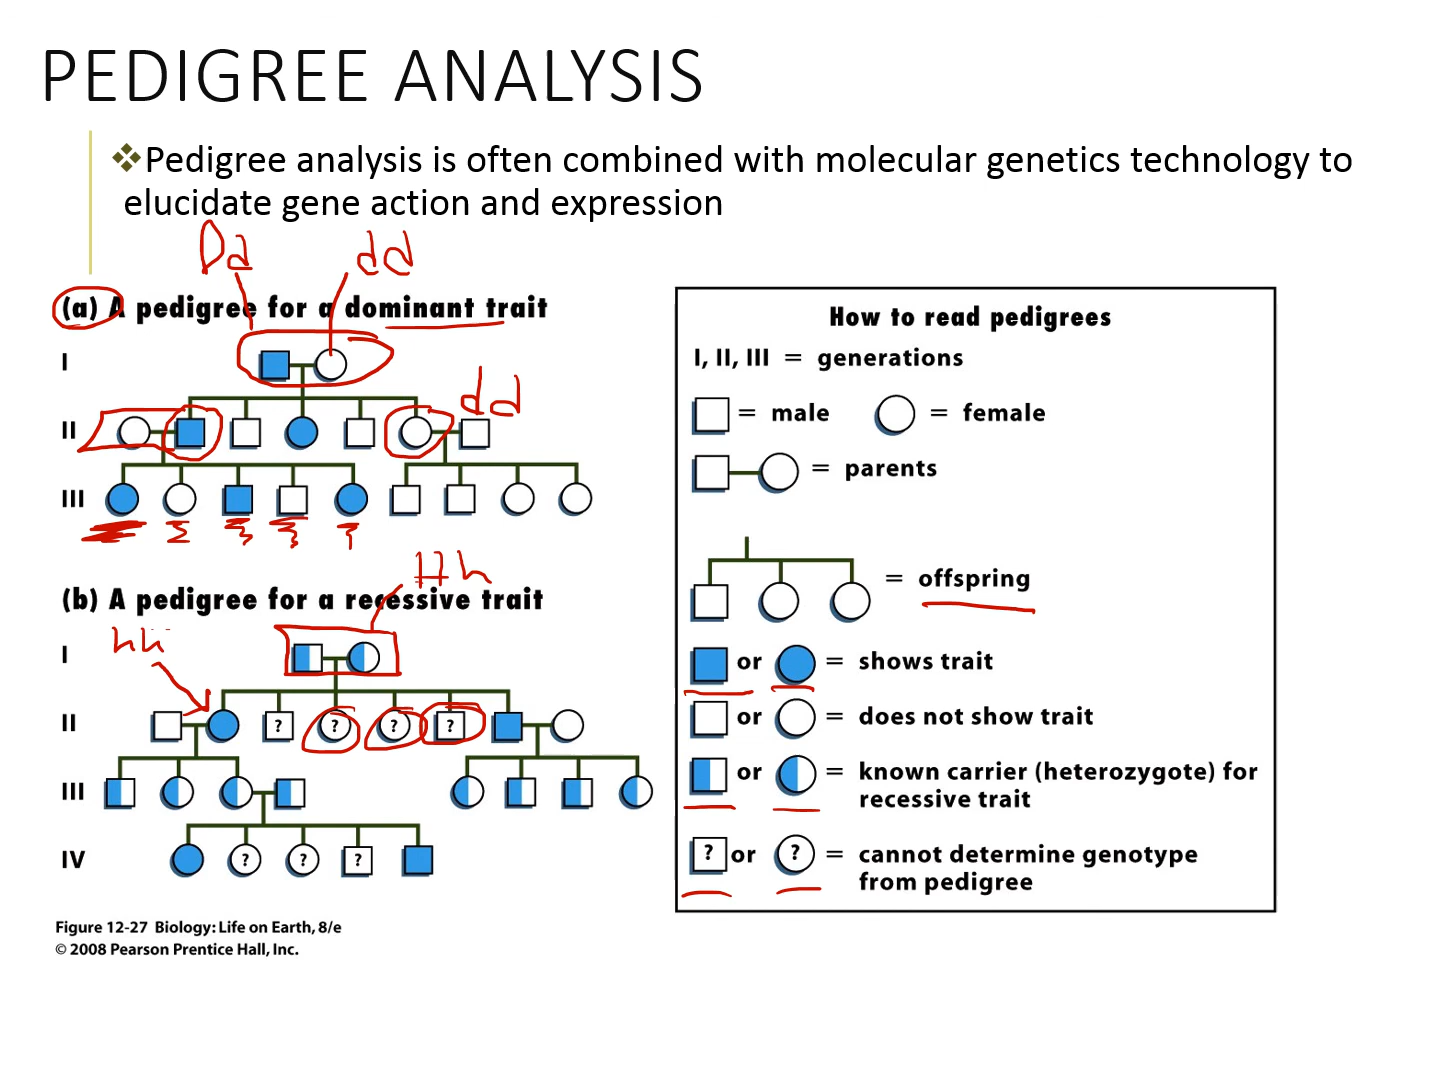 PEDIGREE ANALYSIS
❖Pedigree analysis is often combined with molecular genetics technology to
elucidate gene action and expression
Dd dd
(a) A pedigree for a dominant trait
I
dd
II
III
Hh
(b) A pedigree for a recessive trait
hh
I
II ? ? ? ?
III
IV ? ? ?
Figure 12-27 Biology: Life on Earth, 8/e
© 2008 Pearson Prentice Hall, Inc.
How to read pedigrees
I, II, III = generations
= male = female
= parents
= offspring
or = shows trait
or = does not show trait
or = known carrier (heterozygote) for
recessive trait
? or ? = cannot determine genotype
from pedigree